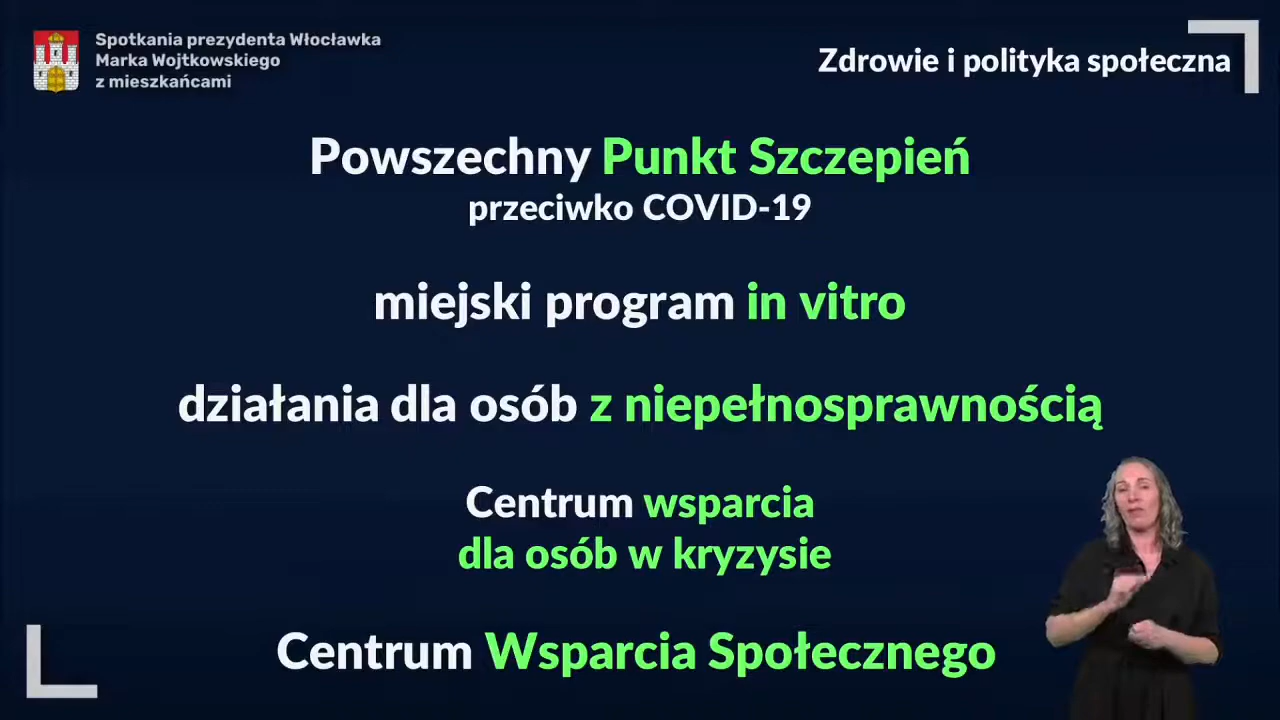 Spotkania prezydenta Włocławka
Marka Wojtkowskiego
z mieszkańcami
Zdrowie i polityka społeczna
Powszechny Punkt Szczepień
przeciwko COVID-19
miejski program in vitro
działania dla osób z niepełnosprawnością
Centrum wsparcia
dla osób w kryzysie
Centrum Wsparcia Społecznego